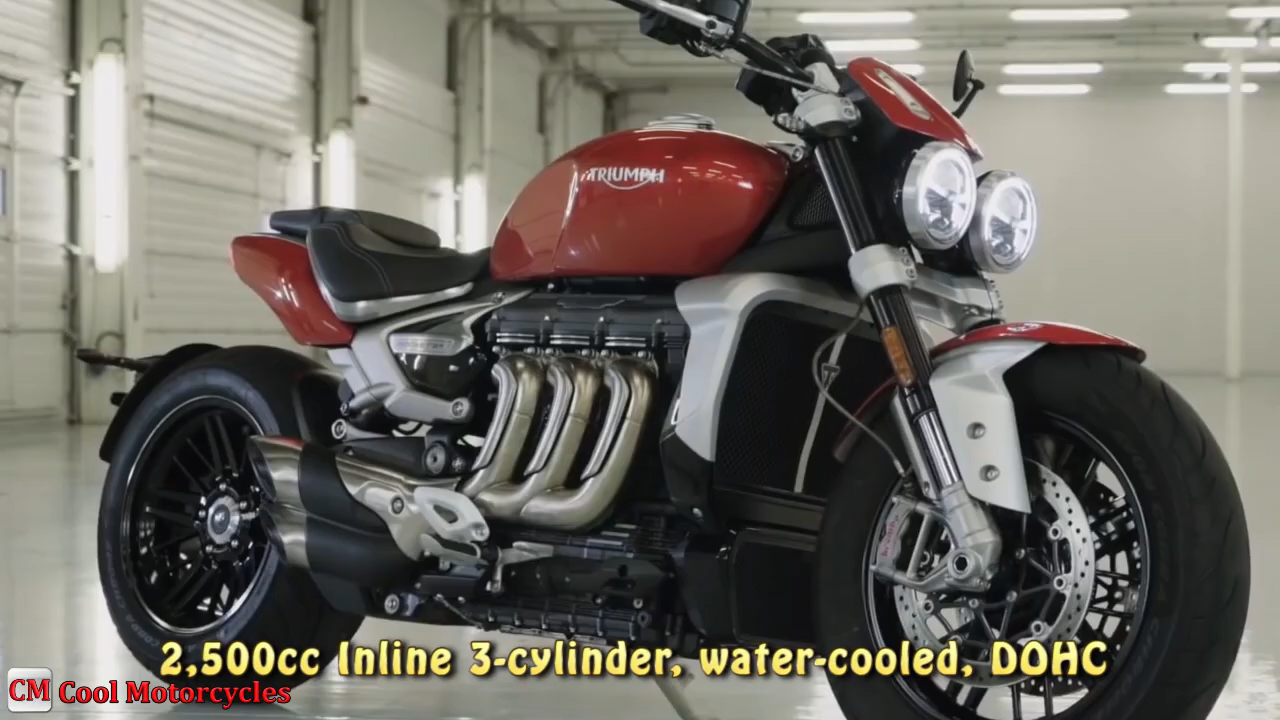 TRIUMPH
2,500cc Inline 3-cylinder, water-cooled, DOHC
CM Cool Motorcycles